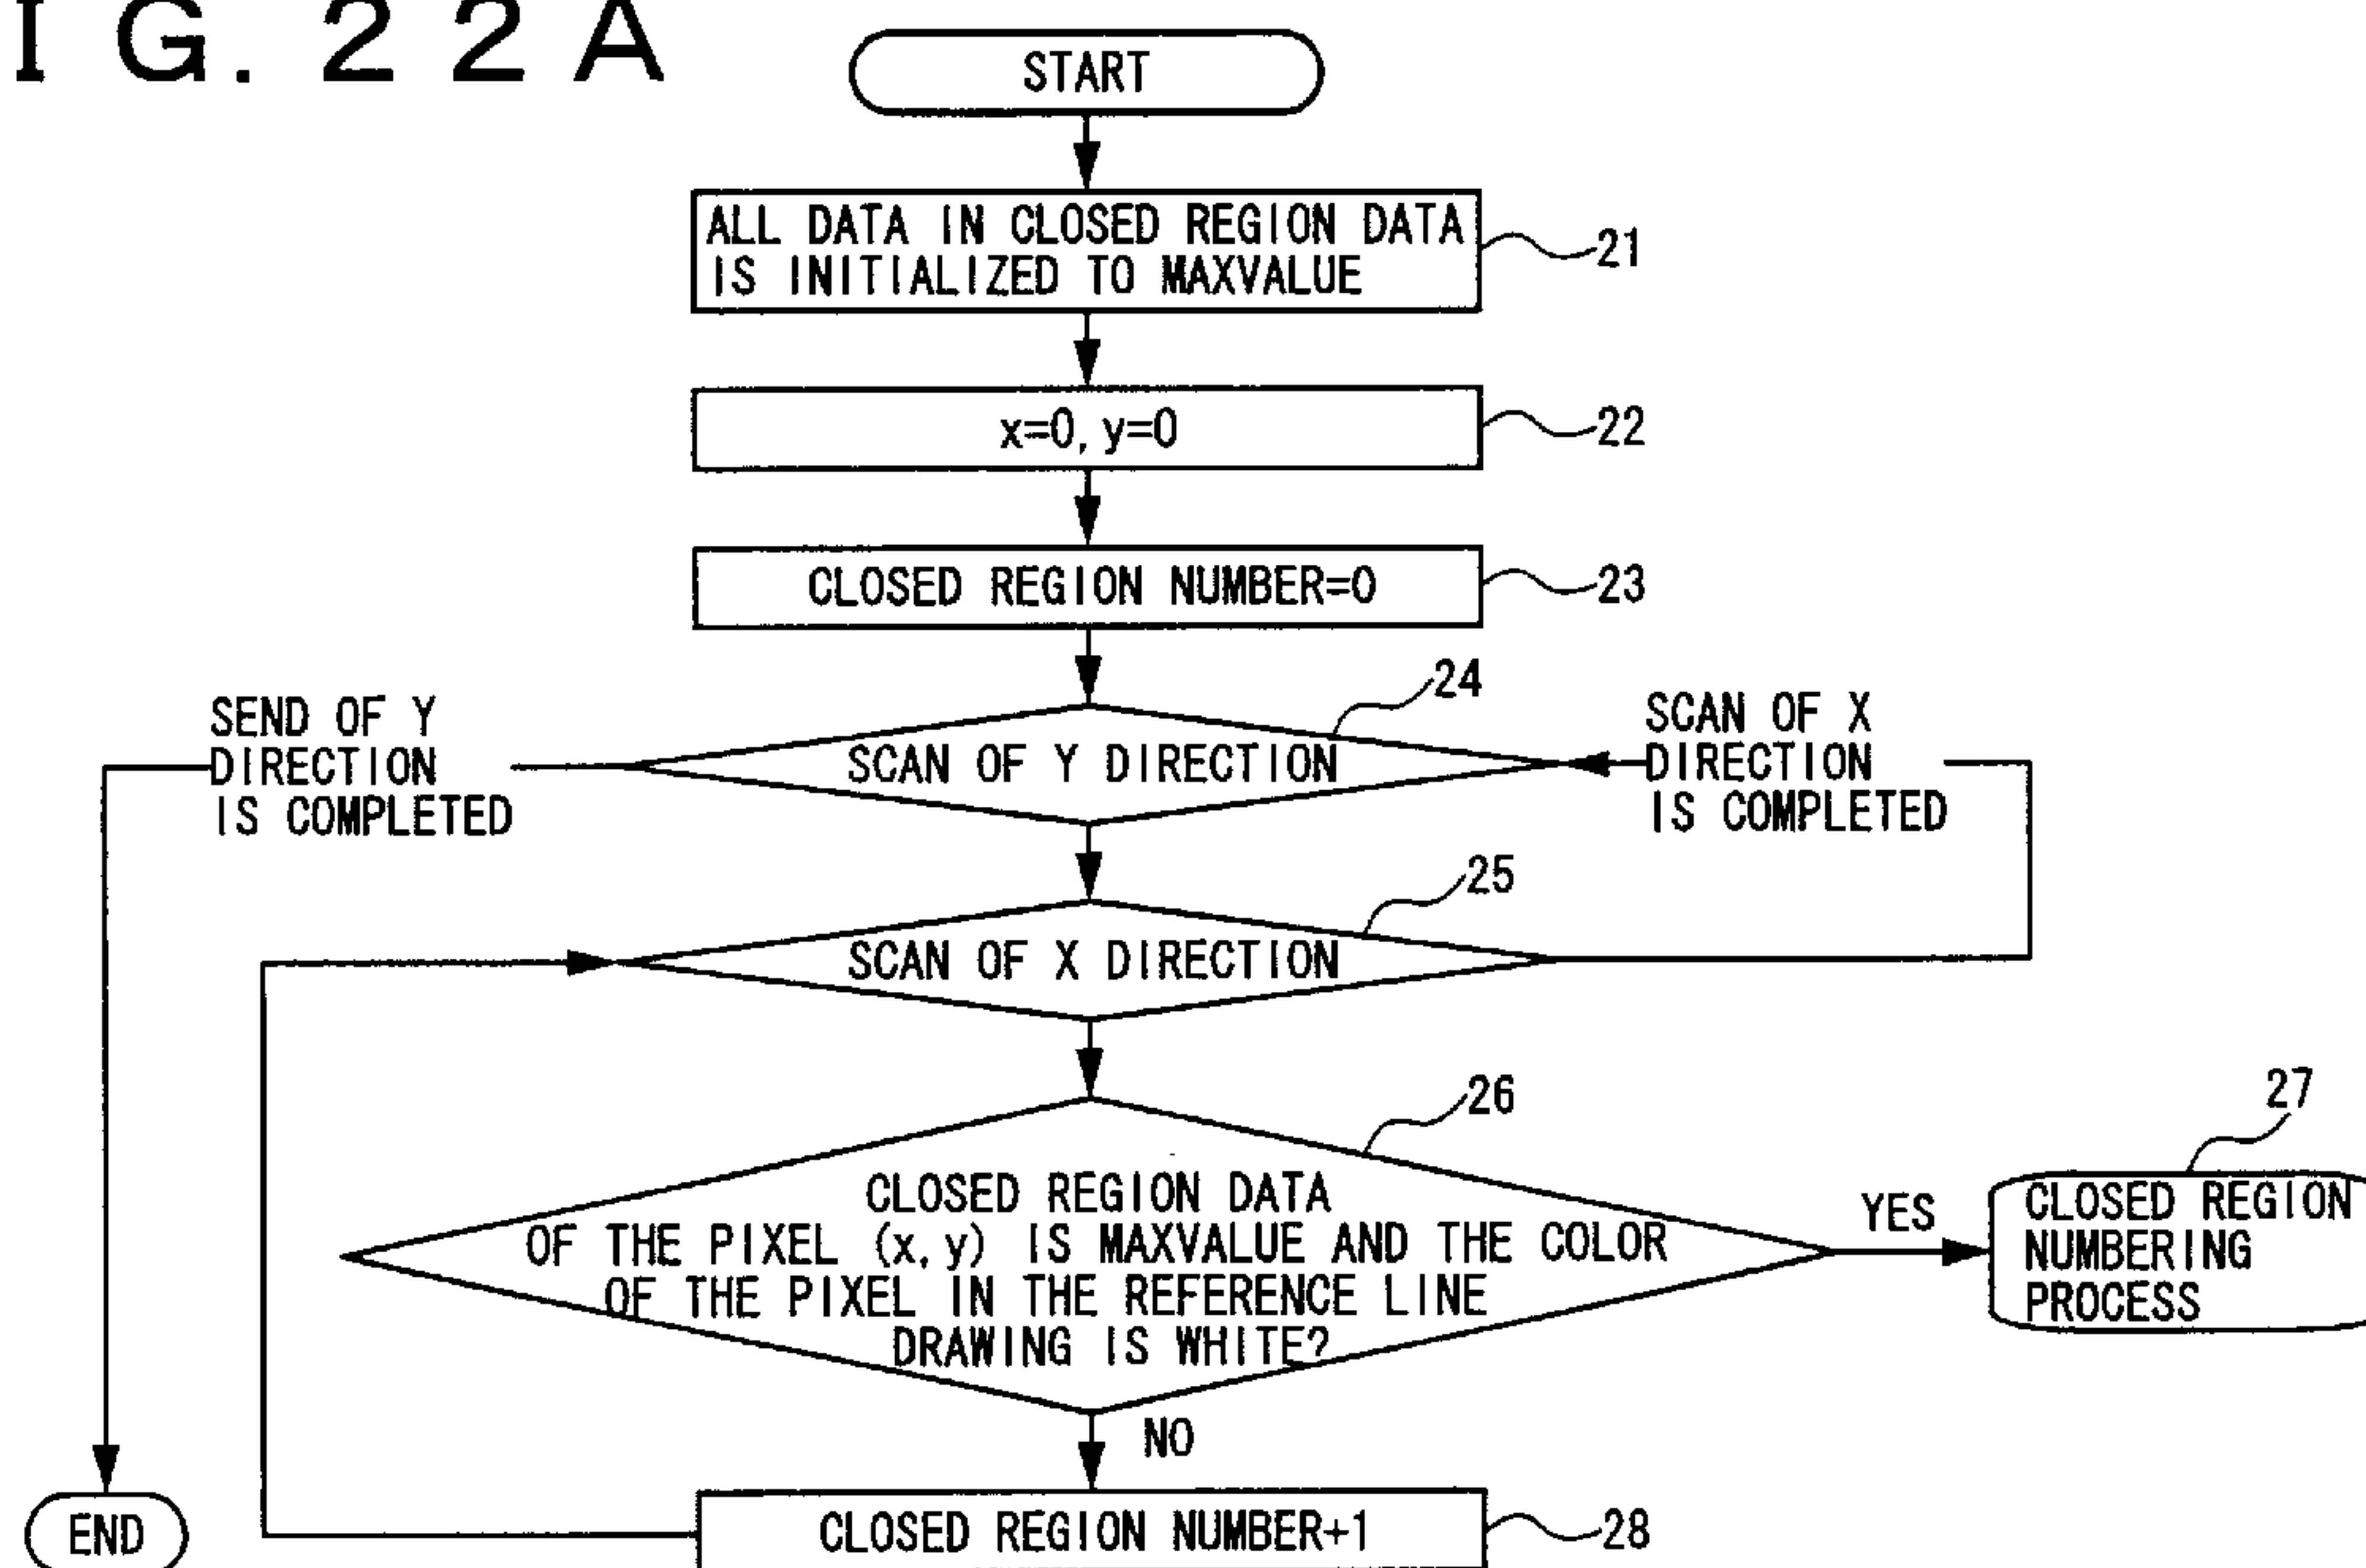 I G. 2 2 A
START
ALL DATA IN CLOSED REGION DATA
IS INITIALIZED TO MAXVALUE
21
x=0, y=0
22
CLOSED REGION NUMBER=0
23
24
SEND OF Y
DIRECTION
IS COMPLETED
SCAN OF Y DIRECTION
SCAN OF X
DIRECTION
IS COMPLETED
25
SCAN OF X DIRECTION
26
CLOSED REGION DATA
OF THE PIXEL (x, y) IS MAXVALUE AND THE COLOR
OF THE PIXEL IN THE REFERENCE LINE
DRAWING IS WHITE?
YES
27
CLOSED REGION
NUMBERING
PROCESS
NO
CLOSED REGION NUMBER+1
28
END